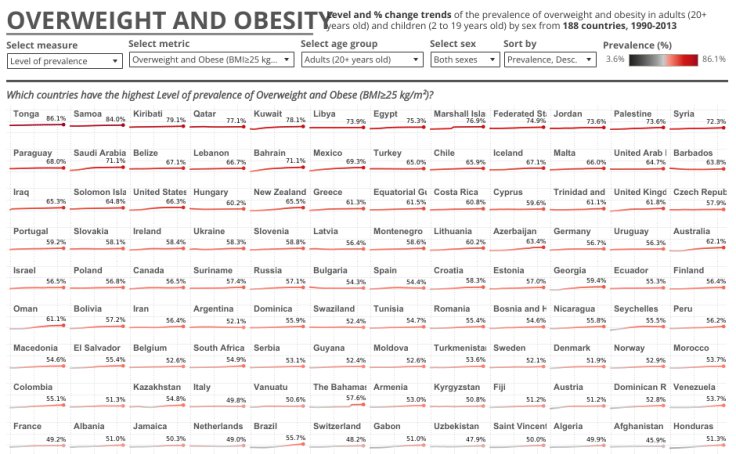 OVERWEIGHT AND OBESITY
Level and % change trends of the prevalence of overweight and obesity in adults (20+
years old) and children (2 to 19 years old) by sex from 188 countries, 1990-2013
Select measure Select metric Select age group Select sex Sort by Prevalence (%)
Level of prevalence Overweight and Obese (BMI≥25 kg... Adults (20+ years old) Both sexes Prevalence, Desc. 3.6% 86.1%
Which countries have the highest Level of prevalence of Overweight and Obese (BMI≥25 kg/m²)?
Tonga Samoa Kiribati Qatar Kuwait Libya Egypt Marshall Isla Federated St Jordan Palestine Syria
86.1% 84.0% 79.1% 77.1% 78.1% 73.9% 75.3% 76.9% 74.9% 73.6% 73.6% 72.3%
Paraguay Saudi Arabia Belize Lebanon Bahrain Mexico Turkey Chile Iceland Malta United Arab Barbados
68.0% 71.1% 67.1% 66.7% 71.1% 69.3% 65.0% 65.9% 67.1% 66.0% 64.7% 63.8%
Iraq Solomon Isla United States Hungary New Zealand Greece Equatorial Gu Costa Rica Cyprus Trinidad and United Kingd Czech Repub
65.3% 64.8% 66.3% 60.2% 65.5% 61.3% 61.5% 60.8% 59.6% 61.1% 61.8% 57.9%
Portugal Slovakia Ireland Ukraine Slovenia Latvia Montenegro Lithuania Azerbaijan Germany Uruguay Australia
59.2% 58.1% 58.4% 58.3% 58.8% 56.4% 58.6% 60.2% 63.4% 56.7% 56.3% 62.1%
Israel Poland Canada Suriname Russia Bulgaria Spain Croatia Estonia Georgia Ecuador Finland
56.5% 56.8% 56.5% 57.4% 57.1% 54.3% 54.4% 58.3% 57.0% 59.4% 55.3% 56.4%
Oman Bolivia Iran Argentina Dominica Swaziland Tunisia Romania Bosnia and H Nicaragua Seychelles Peru
61.1% 57.2% 56.4% 52.1% 55.9% 52.4% 54.7% 55.4% 54.6% 55.8% 55.5% 56.2%
Macedonia El Salvador Belgium South Africa Serbia Guyana Moldova Turkmenista Sweden Denmark Norway Morocco
54.6% 55.4% 52.6% 54.9% 53.1% 52.4% 52.6% 53.6% 52.1% 51.9% 52.9% 53.7%
Colombia Kazakhstan Italy Vanuatu The Bahamas Armenia Kyrgyzstan Fiji Austria Dominican R Venezuela
55.1% 51.3% 54.8% 49.8% 50.6% 57.6% 53.0% 50.8% 51.2% 51.2% 52.8% 53.7%
France Albania Jamaica Netherlands Brazil Switzerland Gabon Uzbekistan Saint Vincent Algeria Afghanistan Honduras
49.2% 51.0% 50.3% 49.0% 55.7% 48.2% 51.0% 47.9% 50.0% 49.9% 45.9% 51.3%